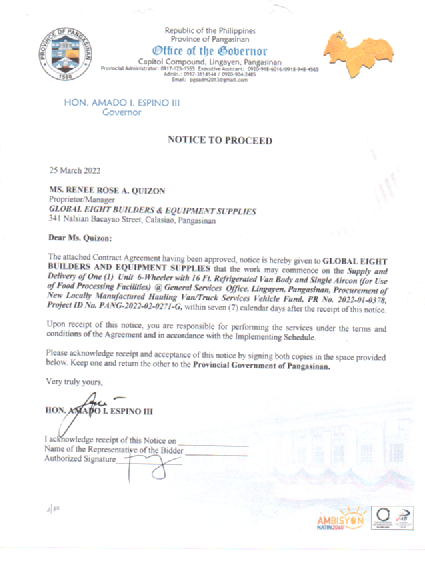 PROVINCE OF PANGASINAN
Republic of the Philippines
Province of Pangasinan
Office of the Governor
Capitol Compound, Lingayen, Pangasinan
HON. AMADO I. ESPINO III
Governor
NOTICE TO PROCEED
25 March 2022
MS. RENEE ROSE A. QUIZON
Proprietor/Manager
GLOBAL EIGHT BUILDERS & EQUIPMENT SUPPLIES
341 Nalsian Bacayao Street, Calasiao, Pangasinan
Dear Ms. Quizon:
The attached Contract Agreement having been approved, notice is hereby given to GLOBAL EIGHT
BUILDERS AND EQUIPMENT SUPPLIES that the work may commence on the Supply and
Delivery of One (1) Unit 6-Wheeler with 16 Ft. Refrigerated Van Body and Single Aircon (for use
of Food Processing Facilities) @ General Services Office, Lingayen, Pangasinan, Procurement of
New Locally Manufactured Hauling Van/Truck Services Vehicle Fund, PR No. 2022-01-0378,
Project ID No. PANG-2022-02-0271-G, within seven (7) calendar days after the receipt of this notice.
Upon receipt of this notice, you are responsible for performing the services under the terms and
conditions of the Agreement and in accordance with the Implementing Schedule.
Please acknowledge receipt and acceptance of this notice by signing both copies in the space provided
below. Keep one and return the other to the Provincial Government of Pangasinan.
Very truly yours,
HON. AMADO I. ESPINO III
I acknowledge receipt of this Notice on
Name of the Representative of the Bidder
Authorized Signature
AMBISYON
NATIN2040